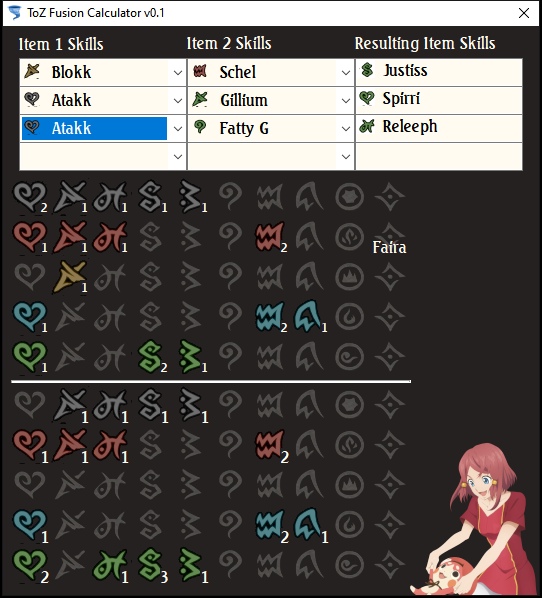 ToZ Fusion Calculator v0.1
Item 1 Skills
Item 2 Skills
Resulting Item Skills
Blokk
Schel
Justiss
Atakk
Gillium
Spirri
Atakk
Fatty G
Releeph
2 1 1 1 1
1 1 1 2
Faira
1
1 2 1
1 2 1
1 1 1 1
1 1 1 2
1 2 1
2 1 3 1